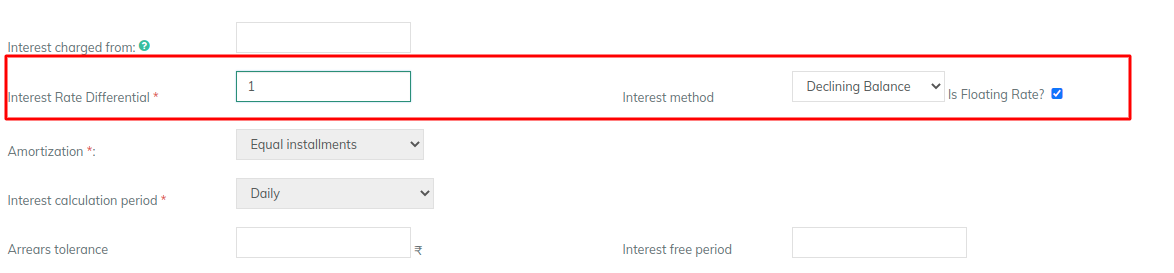 Interest charged from: ?
Interest Rate Differential * 1 Interest method Declining Balance Is Floating Rate?
Amortization *: Equal installments
Interest calculation period * Daily
Arrears tolerance ₹ Interest free period